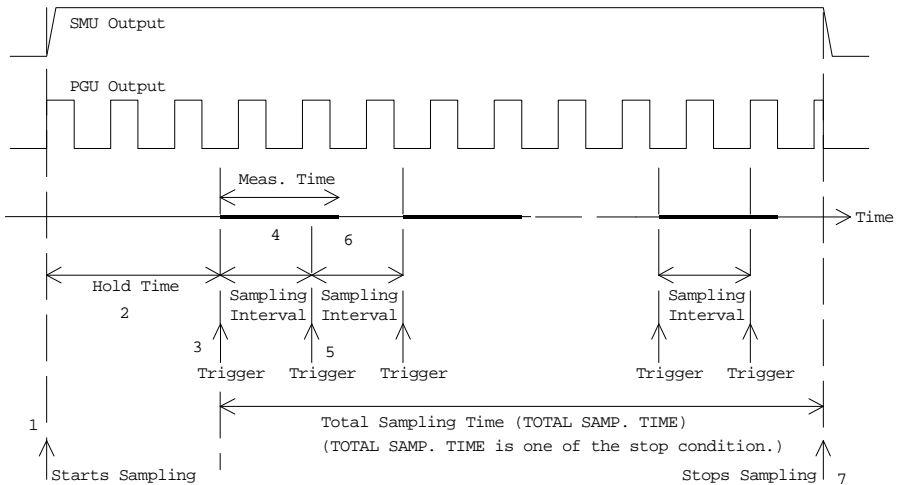 SMU Output
PGU Output
Meas. Time
Time
4
6
Hold Time
2
Sampling Interval
Sampling Interval
Sampling Interval
3
5
Trigger
Trigger
Trigger
Trigger
Trigger
Total Sampling Time (TOTAL SAMP. TIME)
(TOTAL SAMP. TIME is one of the stop condition.)
1
Starts Sampling
Stops Sampling
7